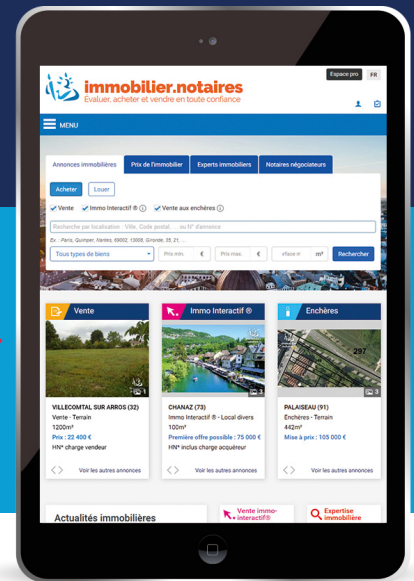 Espace pro FR
immobilier.notaires
Evaluer, acheter et vendre en toute confiance
MENU
Annonces immobilières Prix de l'immobilier Experts immobiliers Notaires négociateurs
Acheter Louer
Vente Immo Interactif ® Vente aux enchères
Recherche par localisation : Ville, Code postal, ... ou N° d'annonce
Ex. : Paris, Quimper, Nantes, 69002, 13008, Gironde, 35, 21, ...
Tous types de biens Prix min. € Prix max. € m² Rechercher
Vente Immo Interactif ® Enchères
297
1 3 3
VILLECOMTAL SUR ARROS (32) CHANAZ (73) PALAISEAU (91)
Vente - Terrain Immo Interactif ® - Local divers Enchères - Terrain
1200m² 100m² 442m²
Prix : 22 400 € Première offre possible : 75 000 € Mise à prix : 105 000 €
HN* charge vendeur HN* inclus charge acquéreur
< > Voir les autres annonces < > Voir les autres annonces < > Voir les autres annonces
Actualités immobilières Vente immo-interactif® Expertise immobilière